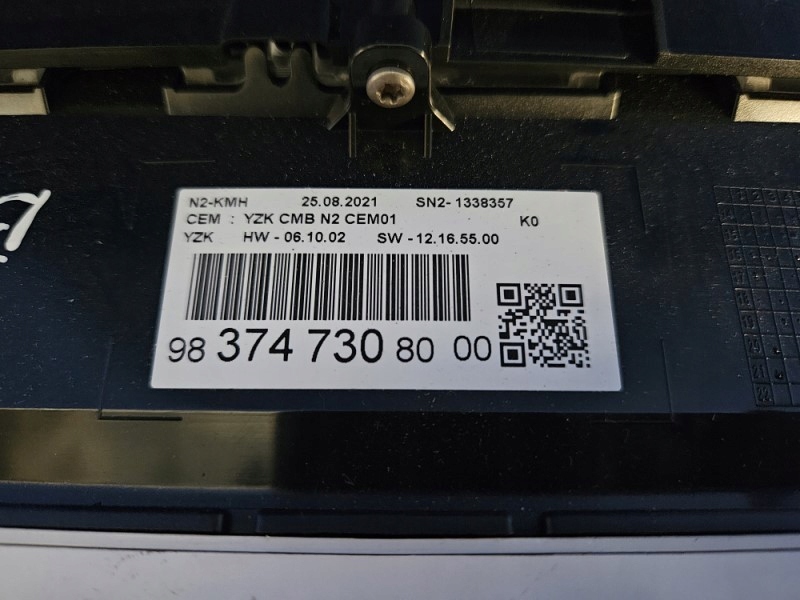 N2-KMH 25.08.2021 SN2- 1338357
CEM : YZK CMB N2 CEM01 K0
YZK HW - 06.10.02 SW - 12.16.55.00
98 374 730 80 00